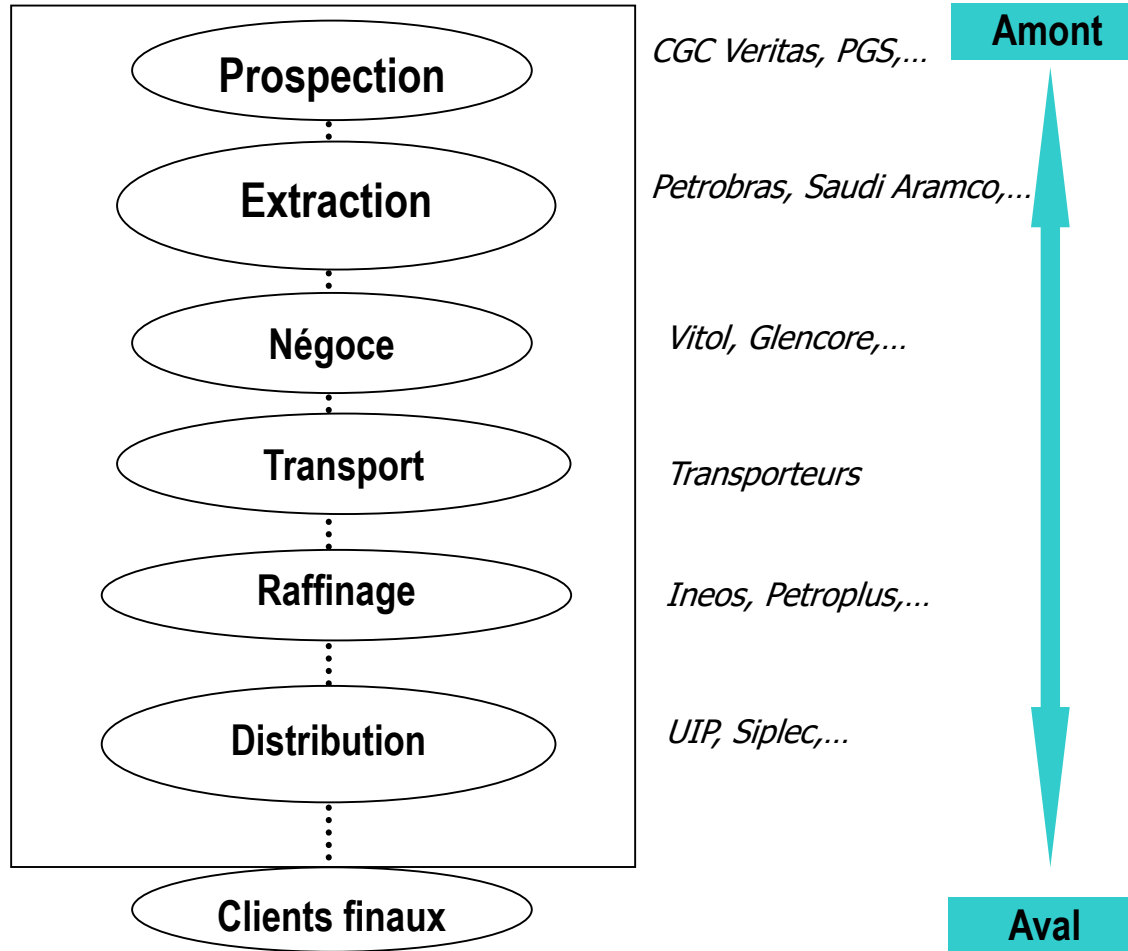 Prospection
CGC Veritas, PGS,...
Amont
Extraction
Petrobras, Saudi Aramco,...
Négoce
Vitol, Glencore,...
Transport
Transporteurs
Raffinage
Ineos, Petroplus,...
Distribution
UIP, Siplec,...
Clients finaux
Aval